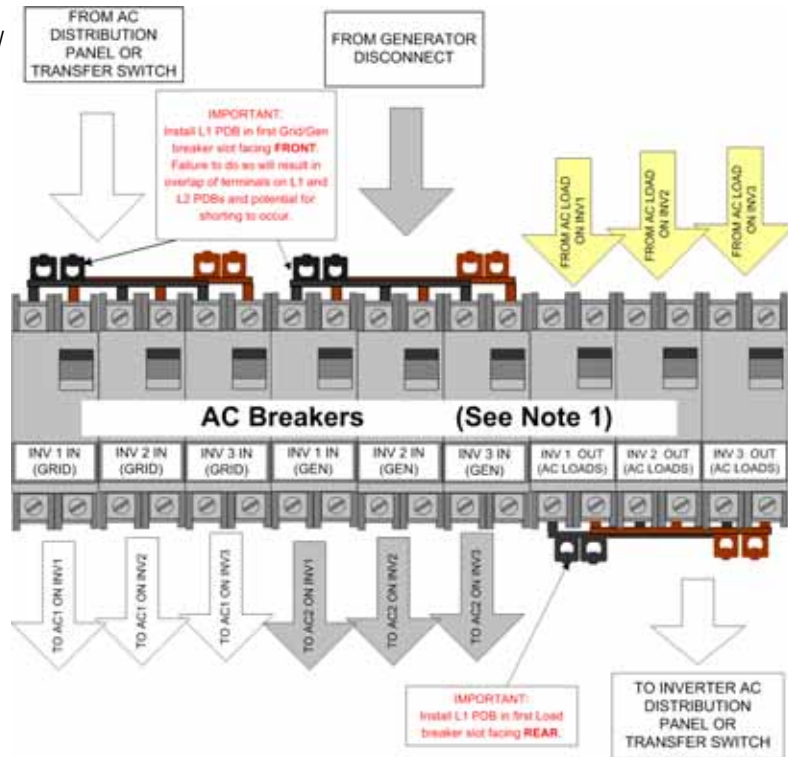 FROM AC
DISTRIBUTION
PANEL OR
TRANSFER SWITCH
FROM GENERATOR
DISCONNECT
IMPORTANT:
Install L1 PDB in first Grid/Gen
breaker slot facing FRONT.
Failure to do so will result in
overlap of terminals on L1 and
L2 PDBs and potential for
shorting to occur.
FROM AC LOAD
ON INV1
FROM AC LOAD
ON INV2
FROM AC LOAD
ON INV3
AC Breakers (See Note 1)
INV 1 IN
(GRID)
INV 2 IN
(GRID)
INV 3 IN
(GRID)
INV 1 IN
(GEN)
INV 2 IN
(GEN)
INV 3 IN
(GEN)
INV 1 OUT
(AC LOADS)
INV 2 OUT
(AC LOADS)
INV 3 OUT
(AC LOADS)
TO AC1 ON INV1
TO AC1 ON INV2
TO AC1 ON INV3
TO AC2 ON INV1
TO AC2 ON INV2
TO AC2 ON INV3
IMPORTANT:
Install L1 PDB in first Load
breaker slot facing REAR.
TO INVERTER AC
DISTRIBUTION
PANEL OR
TRANSFER SWITCH